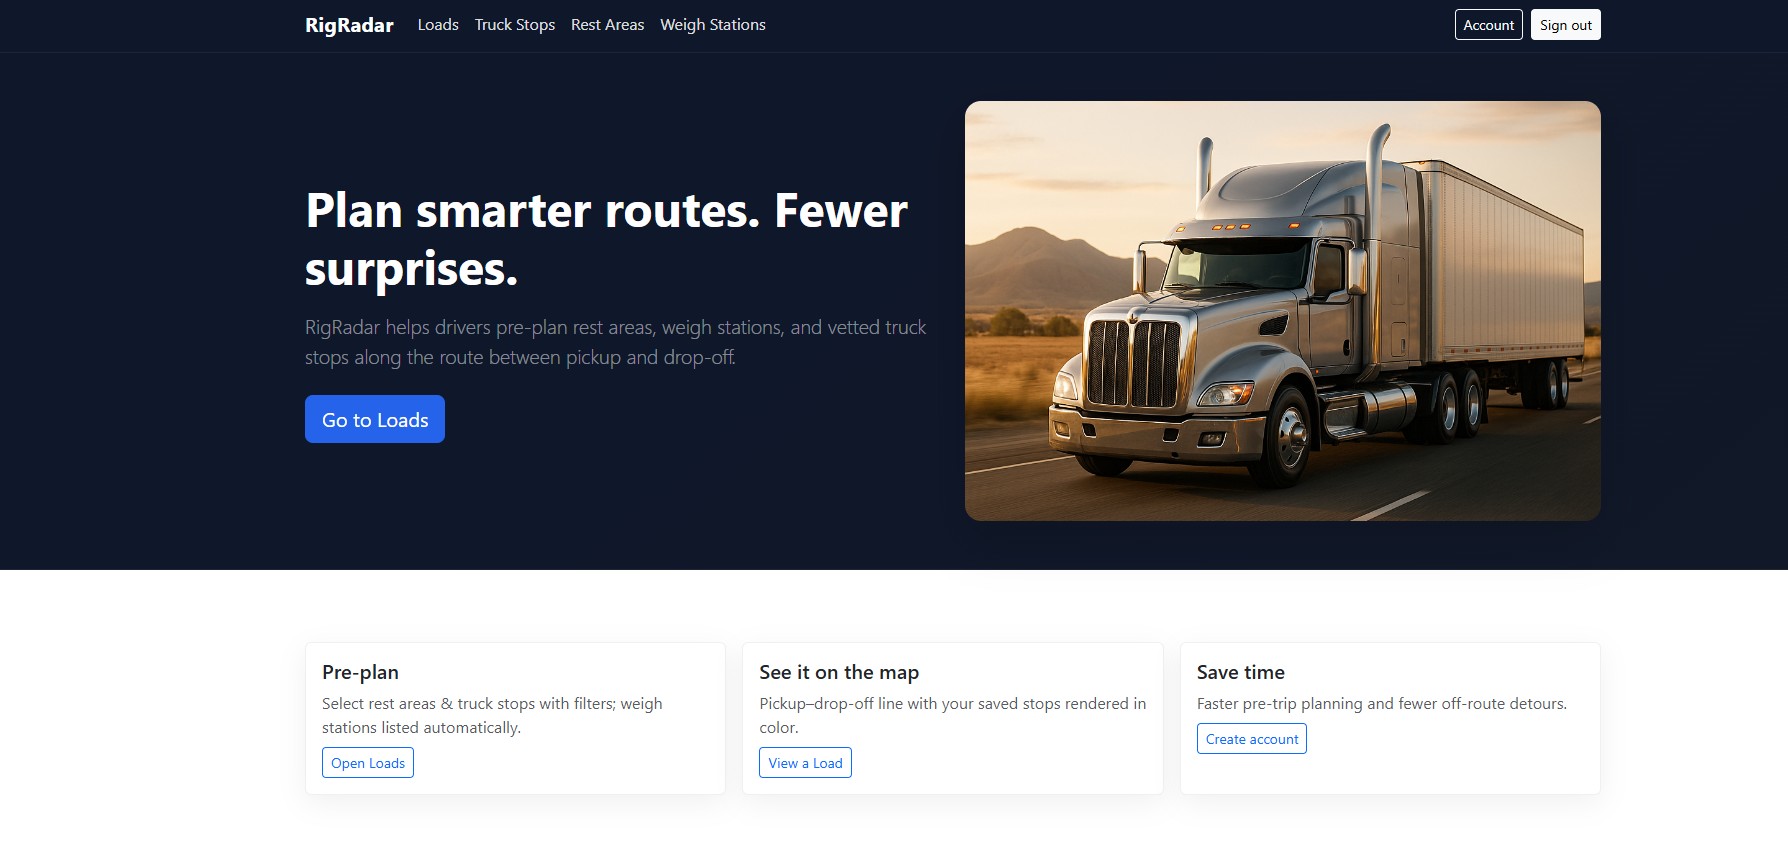 RigRadar Loads Truck Stops Rest Areas Weigh Stations Account Sign out
Plan smarter routes. Fewer
surprises.
RigRadar helps drivers pre-plan rest areas, weigh stations, and vetted truck
stops along the route between pickup and drop-off.
Go to Loads
Pre-plan
Select rest areas & truck stops with filters; weigh
stations listed automatically.
Open Loads
See it on the map
Pickup–drop-off line with your saved stops rendered in
color.
View a Load
Save time
Faster pre-trip planning and fewer off-route detours.
Create account